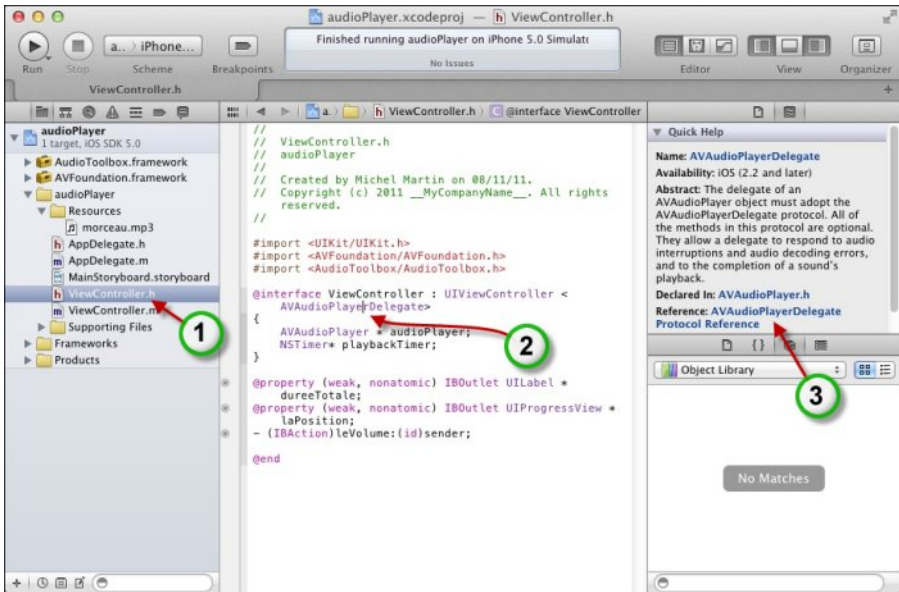 audioPlayer.xcodeproj — h ViewController.h
a.. iPhone...
Finished running audioPlayer on iPhone 5.0 Simulatc
No Issues
Run Stop Scheme Breakpoints Editor View Organizer
ViewController.h
a. h ViewController.h C @interface ViewController
audioPlayer
1 target, iOS SDK 5.0
AudioToolbox.framework
AVFoundation.framework
audioPlayer
Resources
morceau.mp3
h AppDelegate.h
m AppDelegate.m
MainStoryboard.storyboard
h ViewController.h
m ViewController.m
Supporting Files
Frameworks
Products
1
//
// ViewController.h
// audioPlayer
//
// Created by Michel Martin on 08/11/11.
// Copyright (c) 2011 __MyCompanyName__. All rights
reserved.
//
#import <UIKit/UIKit.h>
#import <AVFoundation/AVFoundation.h>
#import <AudioToolbox/AudioToolbox.h>
@interface ViewController : UIViewController <
AVAudioPlayerDelegate>
{
AVAudioPlayer * audioPlayer;
NSTimer* playbackTimer;
}
2
@property (weak, nonatomic) IBOutlet UILabel *
dureeTotale;
@property (weak, nonatomic) IBOutlet UIProgressView *
laPosition;
- (IBAction)leVolume:(id)sender;
@end
Quick Help
Name: AVAudioPlayerDelegate
Availability: iOS (2.2 and later)
Abstract: The delegate of an
AVAudioPlayer object must adopt the
AVAudioPlayerDelegate protocol. All of
the methods in this protocol are optional.
They allow a delegate to respond to audio
interruptions and audio decoding errors,
and to the completion of a sound's
playback.
Declared In: AVAudioPlayer.h
Reference: AVAudioPlayerDelegate
Protocol Reference
{}
Object Library
3
No Matches